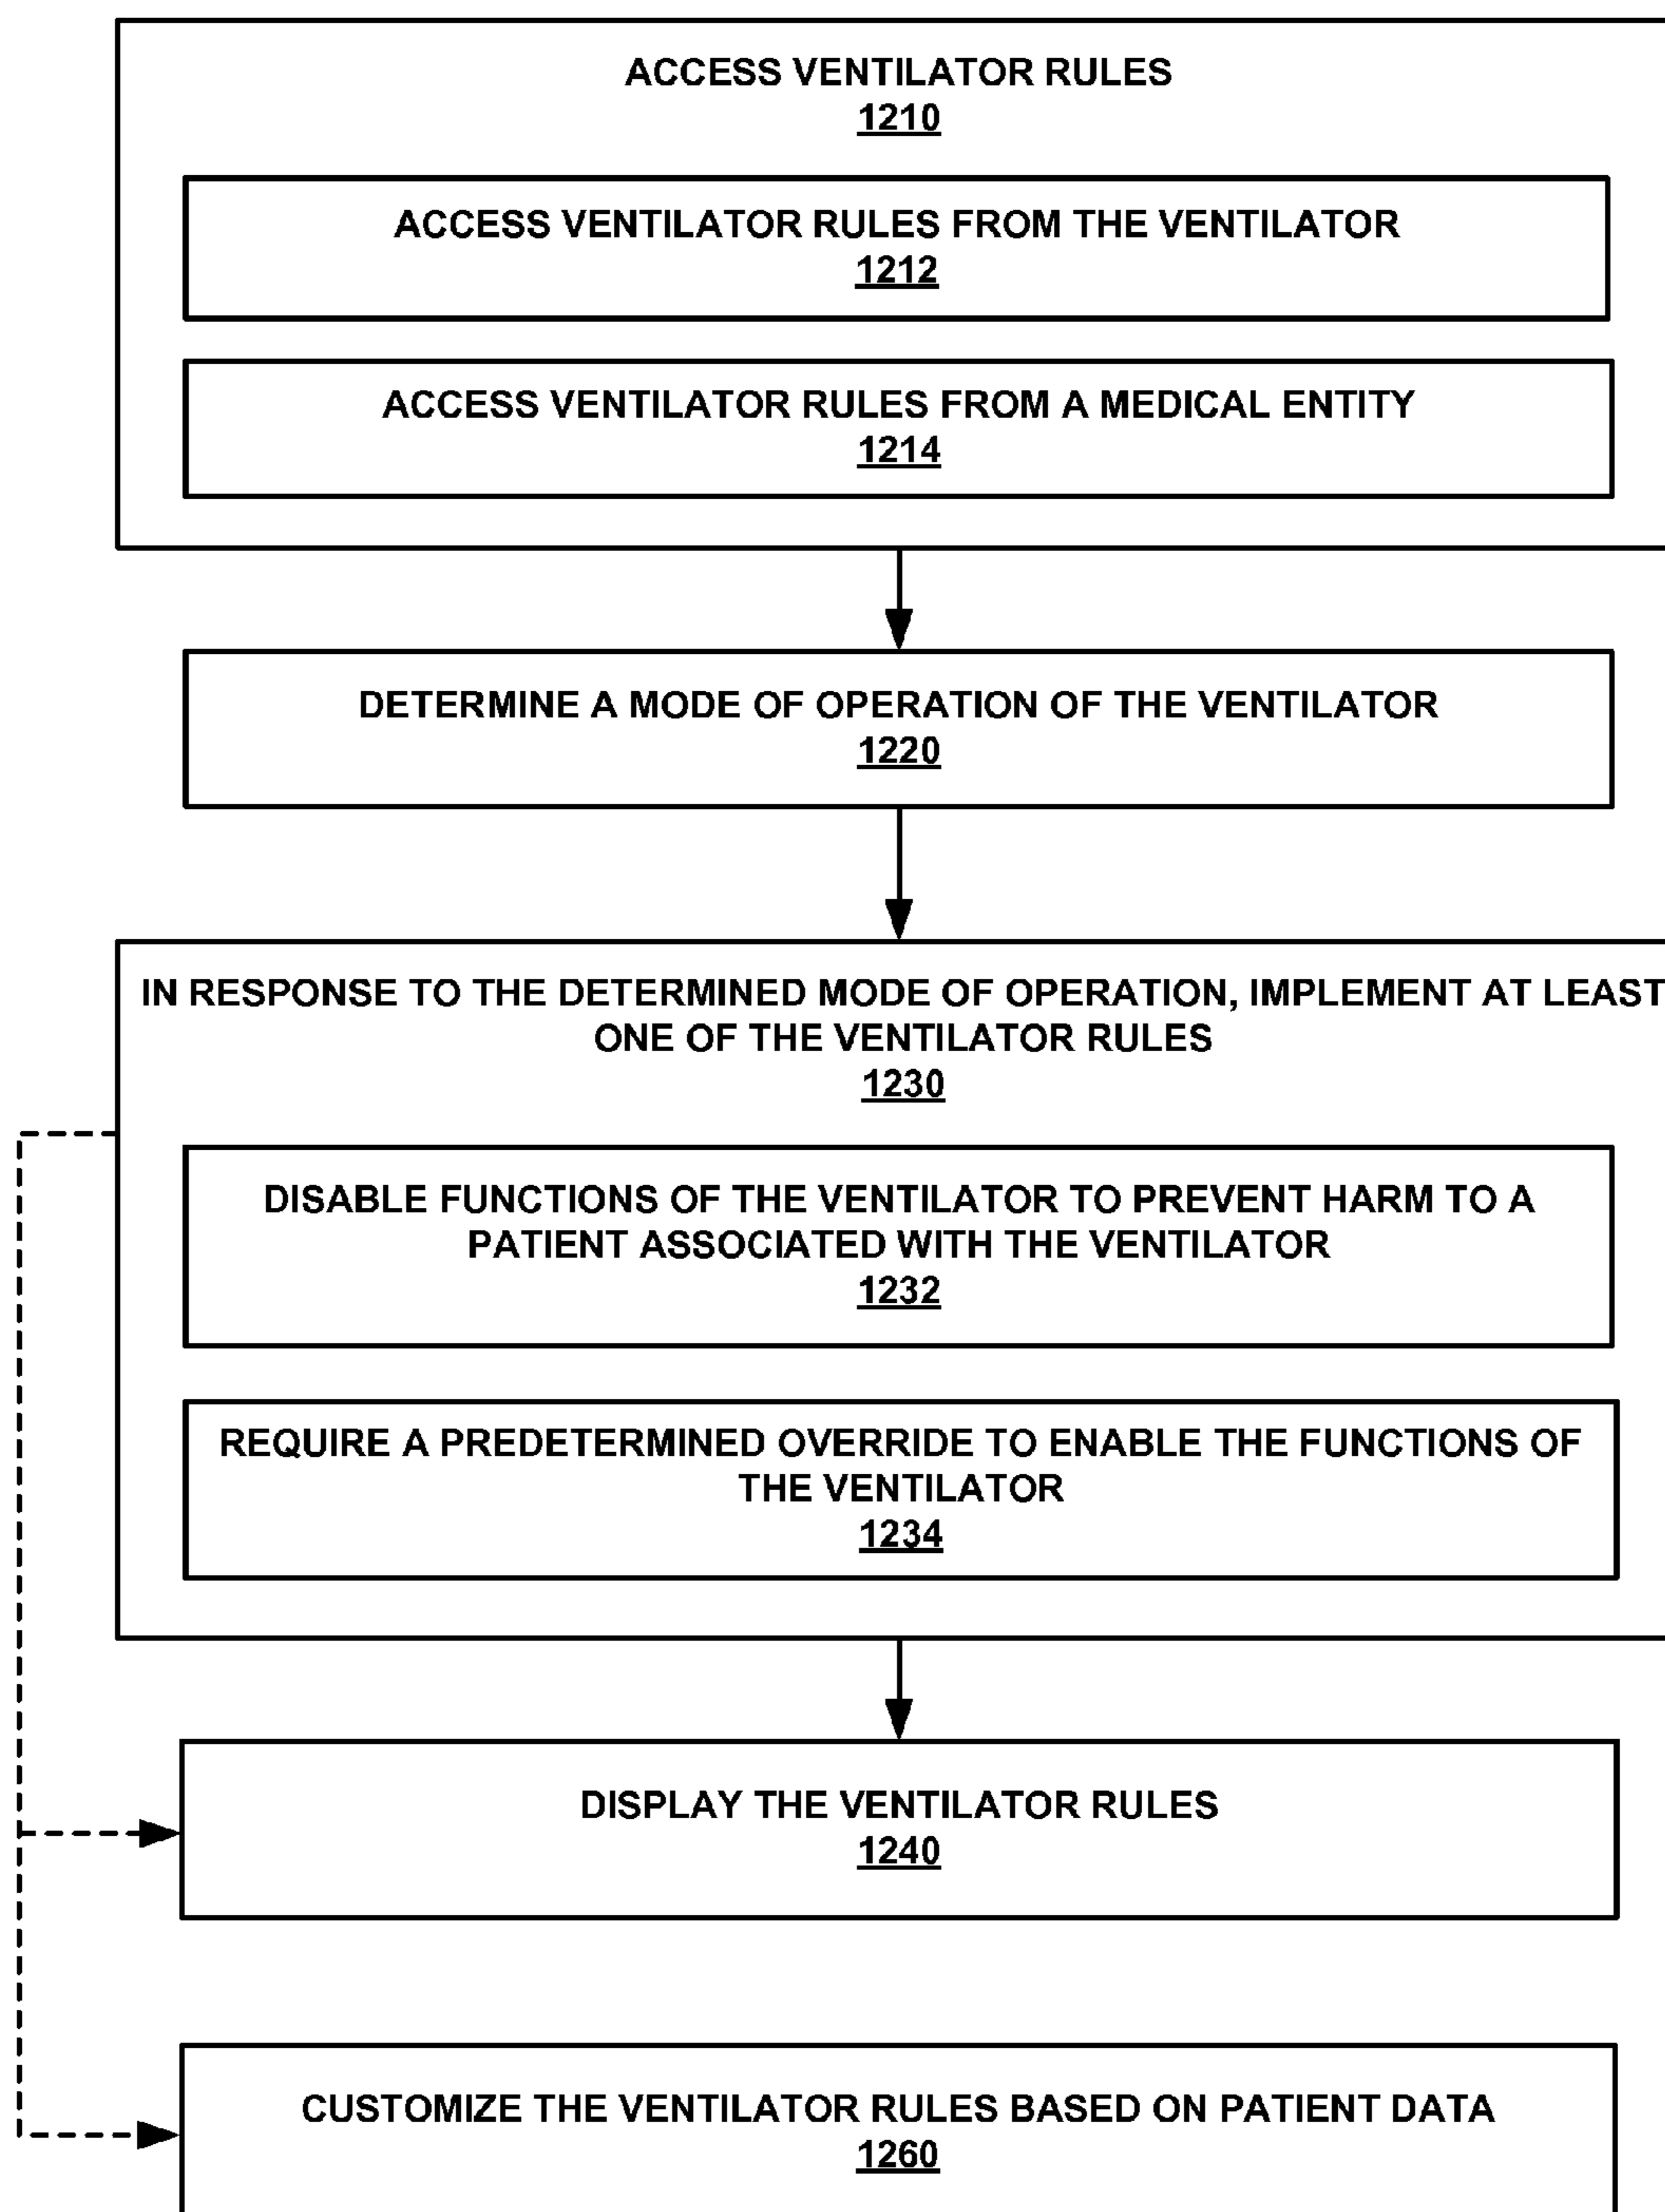 ACCESS VENTILATOR RULES
1210
ACCESS VENTILATOR RULES FROM THE VENTILATOR
1212
ACCESS VENTILATOR RULES FROM A MEDICAL ENTITY
1214
DETERMINE A MODE OF OPERATION OF THE VENTILATOR
1220
IN RESPONSE TO THE DETERMINED MODE OF OPERATION, IMPLEMENT AT LEAST
ONE OF THE VENTILATOR RULES
1230
DISABLE FUNCTIONS OF THE VENTILATOR TO PREVENT HARM TO A
PATIENT ASSOCIATED WITH THE VENTILATOR
1232
REQUIRE A PREDETERMINED OVERRIDE TO ENABLE THE FUNCTIONS OF
THE VENTILATOR
1234
DISPLAY THE VENTILATOR RULES
1240
CUSTOMIZE THE VENTILATOR RULES BASED ON PATIENT DATA
1260